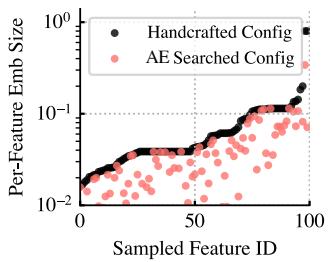 10⁰
Handcrafted Config
AE Searched Config
10⁻¹
10⁻²
Per-Feature Emb Size
0
50
100
Sampled Feature ID